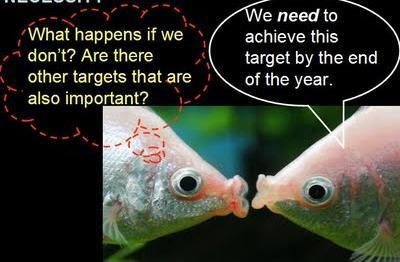 NECESSITY
What happens if we
don't? Are there
other targets that are
also important?
We need to
achieve this
target by the end
of the year.